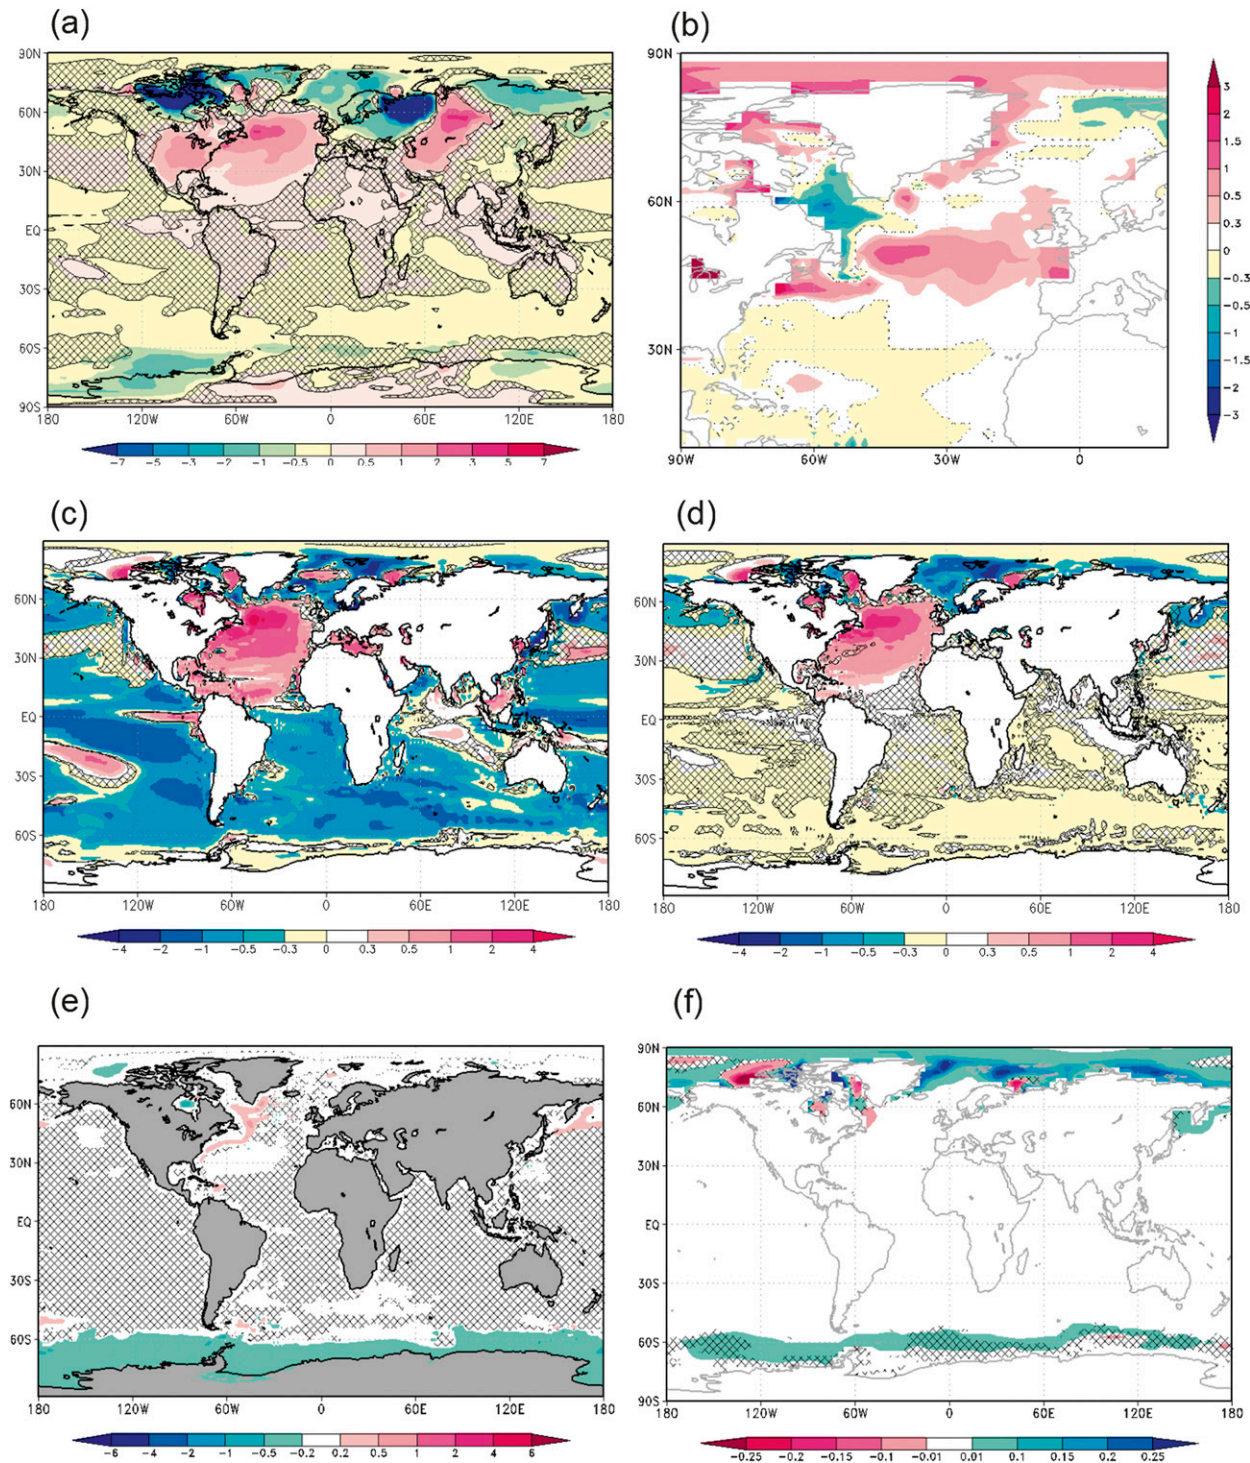 (a)
(b)
90N
60N
30N
EQ
30S
60S
90S
180 120W 60W 0 60E 120E 180
-7 -5 -3 -2 -1 -0.5 0 0.5 1 2 3 5 7
90N
60N
30N
90W 60W 30W 0
3
2
1.5
1
0.5
0.3
-0.3
-0.5
-1
-1.5
-2
-3
(c)
(d)
60N
30N
EQ
30S
60S
180 120W 60W 0 60E 120E 180
-4 -2 -1 -0.5 -0.3 0 0.3 0.5 1 2 4
60N
30N
EQ
30S
60S
180 120W 60W 0 60E 120E 180
-4 -2 -1 -0.5 -0.3 0 0.3 0.5 1 2 4
(e)
(f)
60N
30N
EQ
30S
60S
180 120W 60W 0 60E 120E 180
-6 -4 -2 -1 -0.5 -0.2 0.2 0.5 1 2 4 6
90N
60N
30N
EQ
30S
60S
90S
180 120W 60W 0 60E 120E 180
-0.25 -0.2 -0.15 -0.1 -0.01 0.01 0.1 0.15 0.2 0.25